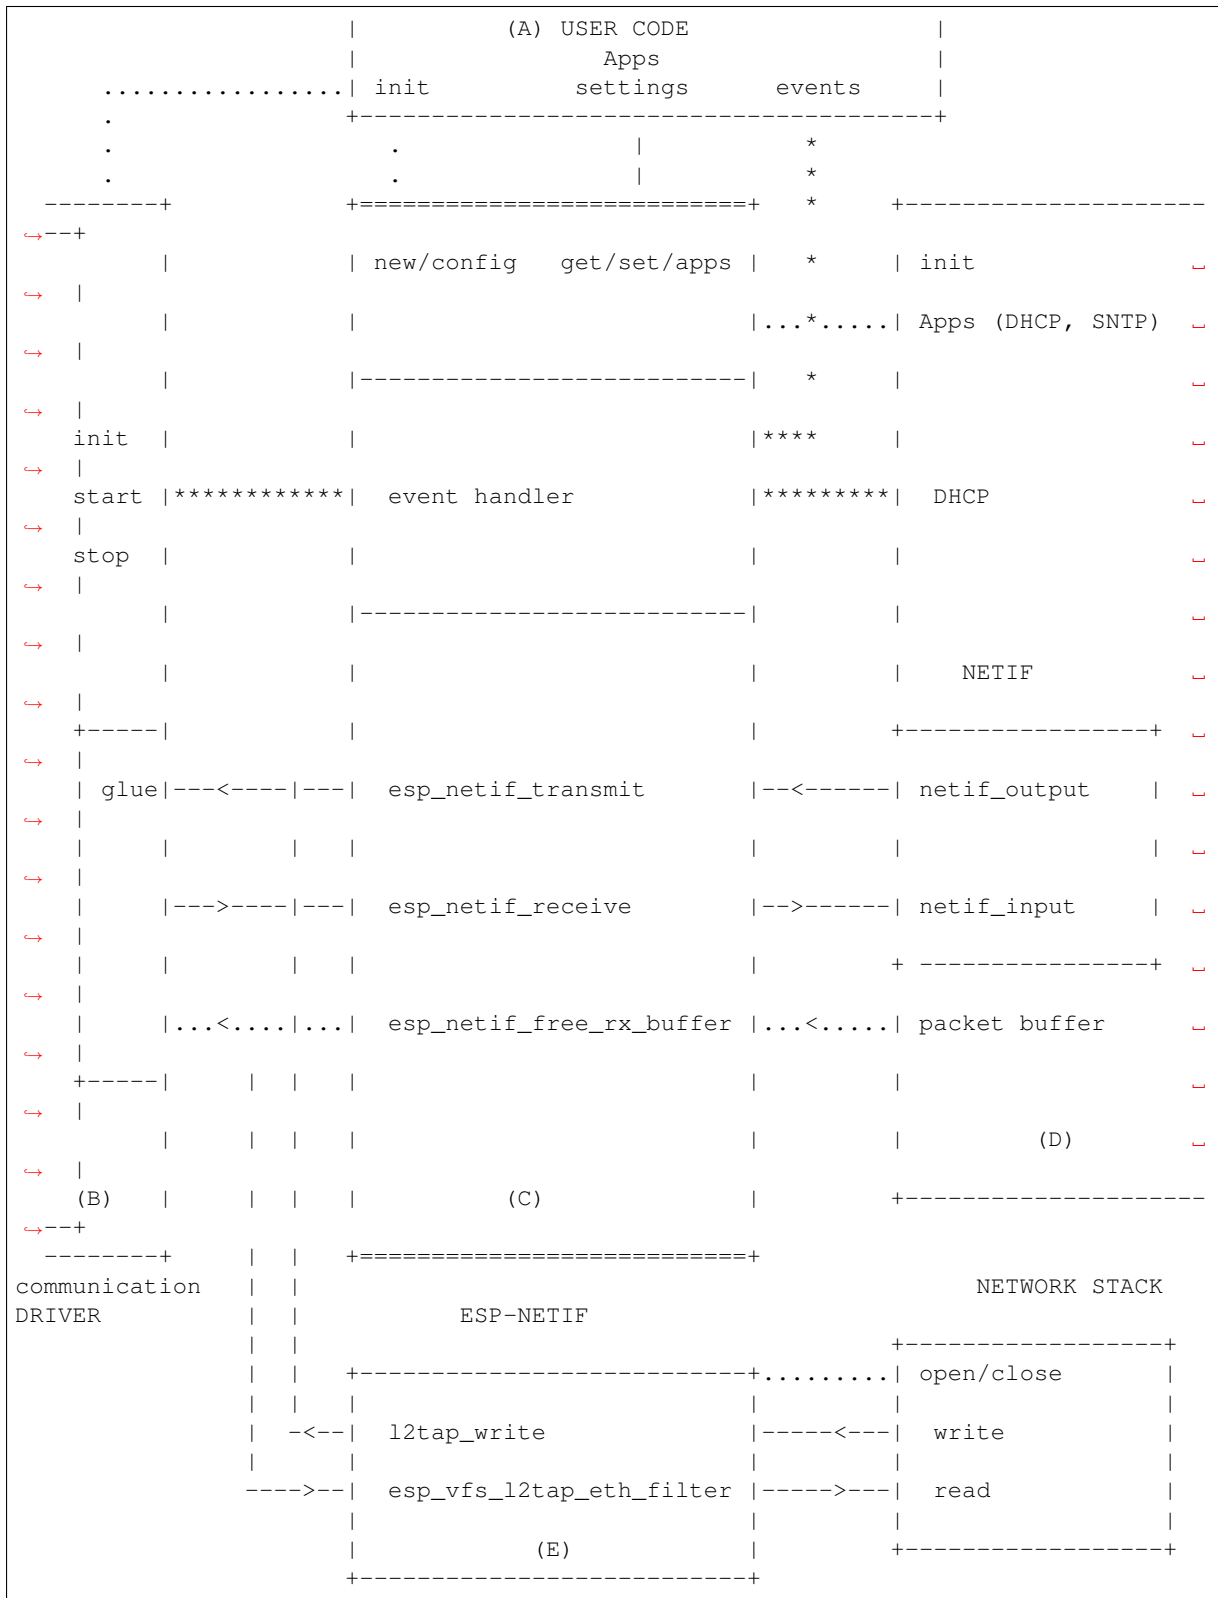 |          (A) USER CODE                 |
                       |                 Apps                   |
      .................| init          settings      events     |
      .                +----------------------------------------+
      .                   .                |           *
      .                   .                |           *
  --------+            +===========================+   *     +---------------------
↪--+
          |            | new/config   get/set/apps |   *     | init               ␣
↪  |
          |            |                           |...*.....| Apps (DHCP, SNTP)  ␣
↪  |
          |            |---------------------------|   *     |                    ␣
↪  |
    init  |            |                           |****     |                    ␣
↪  |
    start |************|  event handler            |*********|  DHCP              ␣
↪  |
    stop  |            |                           |         |                    ␣
↪  |
          |            |---------------------------|         |                    ␣
↪  |
          |            |                           |         |    NETIF           ␣
↪  |
    +-----|            |                           |         +-----------------+  ␣
↪  |
    | glue|---<----|---|  esp_netif_transmit       |--<------| netif_output    |  ␣
↪  |
    |     |        |   |                           |         |                 |  ␣
↪  |
    |     |--->----|---|  esp_netif_receive        |-->------| netif_input     |  ␣
↪  |
    |     |        |   |                           |         + ----------------+  ␣
↪  |
    |     |...<....|...|  esp_netif_free_rx_buffer |...<.....| packet buffer      ␣
↪  |
    +-----|     |  |   |                           |         |                    ␣
↪  |
          |     |  |   |                           |         |         (D)        ␣
↪  |
    (B)   |     |  |   |          (C)              |         +---------------------
↪--+
  --------+     |  |   +===========================+
communication   |  |                                               NETWORK STACK
DRIVER          |  |           ESP-NETIF
                |  |                                         +------------------+
                |  |   +---------------------------+.........| open/close       |
                |  |   |                           |         |                  |
                |  -<--|  l2tap_write              |-----<---|  write           |
                |      |                           |         |                  |
                ---->--|  esp_vfs_l2tap_eth_filter |----->---|  read            |
                       |                           |         |                  |
                       |            (E)            |         +------------------+
                       +---------------------------+